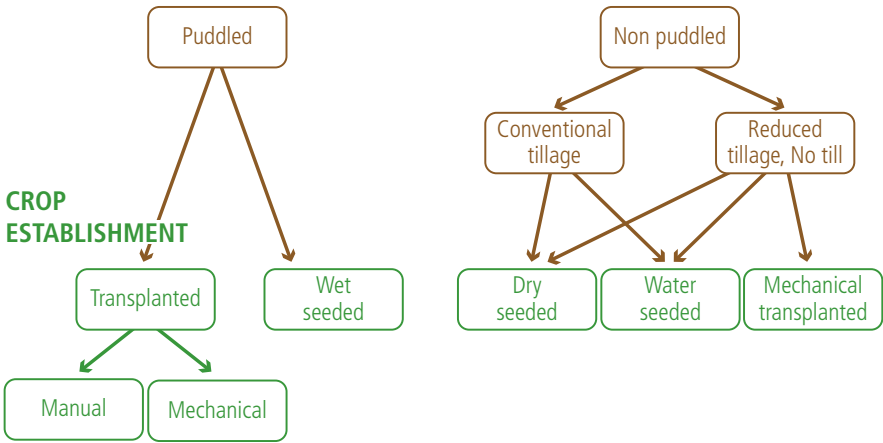 Puddled
Non puddled
Conventional
tillage
Reduced
tillage, No till
CROP
ESTABLISHMENT
Transplanted
Wet
seeded
Dry
seeded
Water
seeded
Mechanical
transplanted
Manual
Mechanical